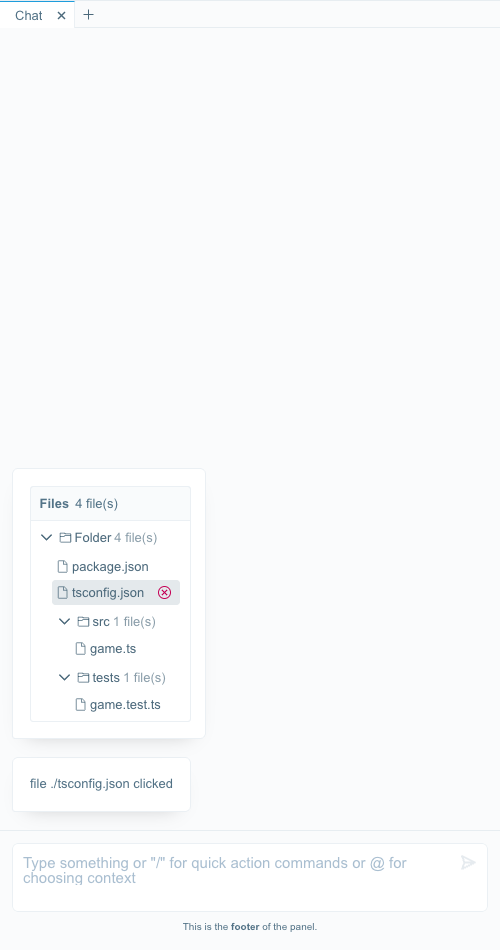 Chat
Files 4 file(s)
Folder 4 file(s)
package.json
tsconfig.json
src 1 file(s)
game.ts
tests 1 file(s)
game.test.ts
file ./tsconfig.json clicked
Type something or "/" for quick action commands or @ for
choosing context
This is the footer of the panel.